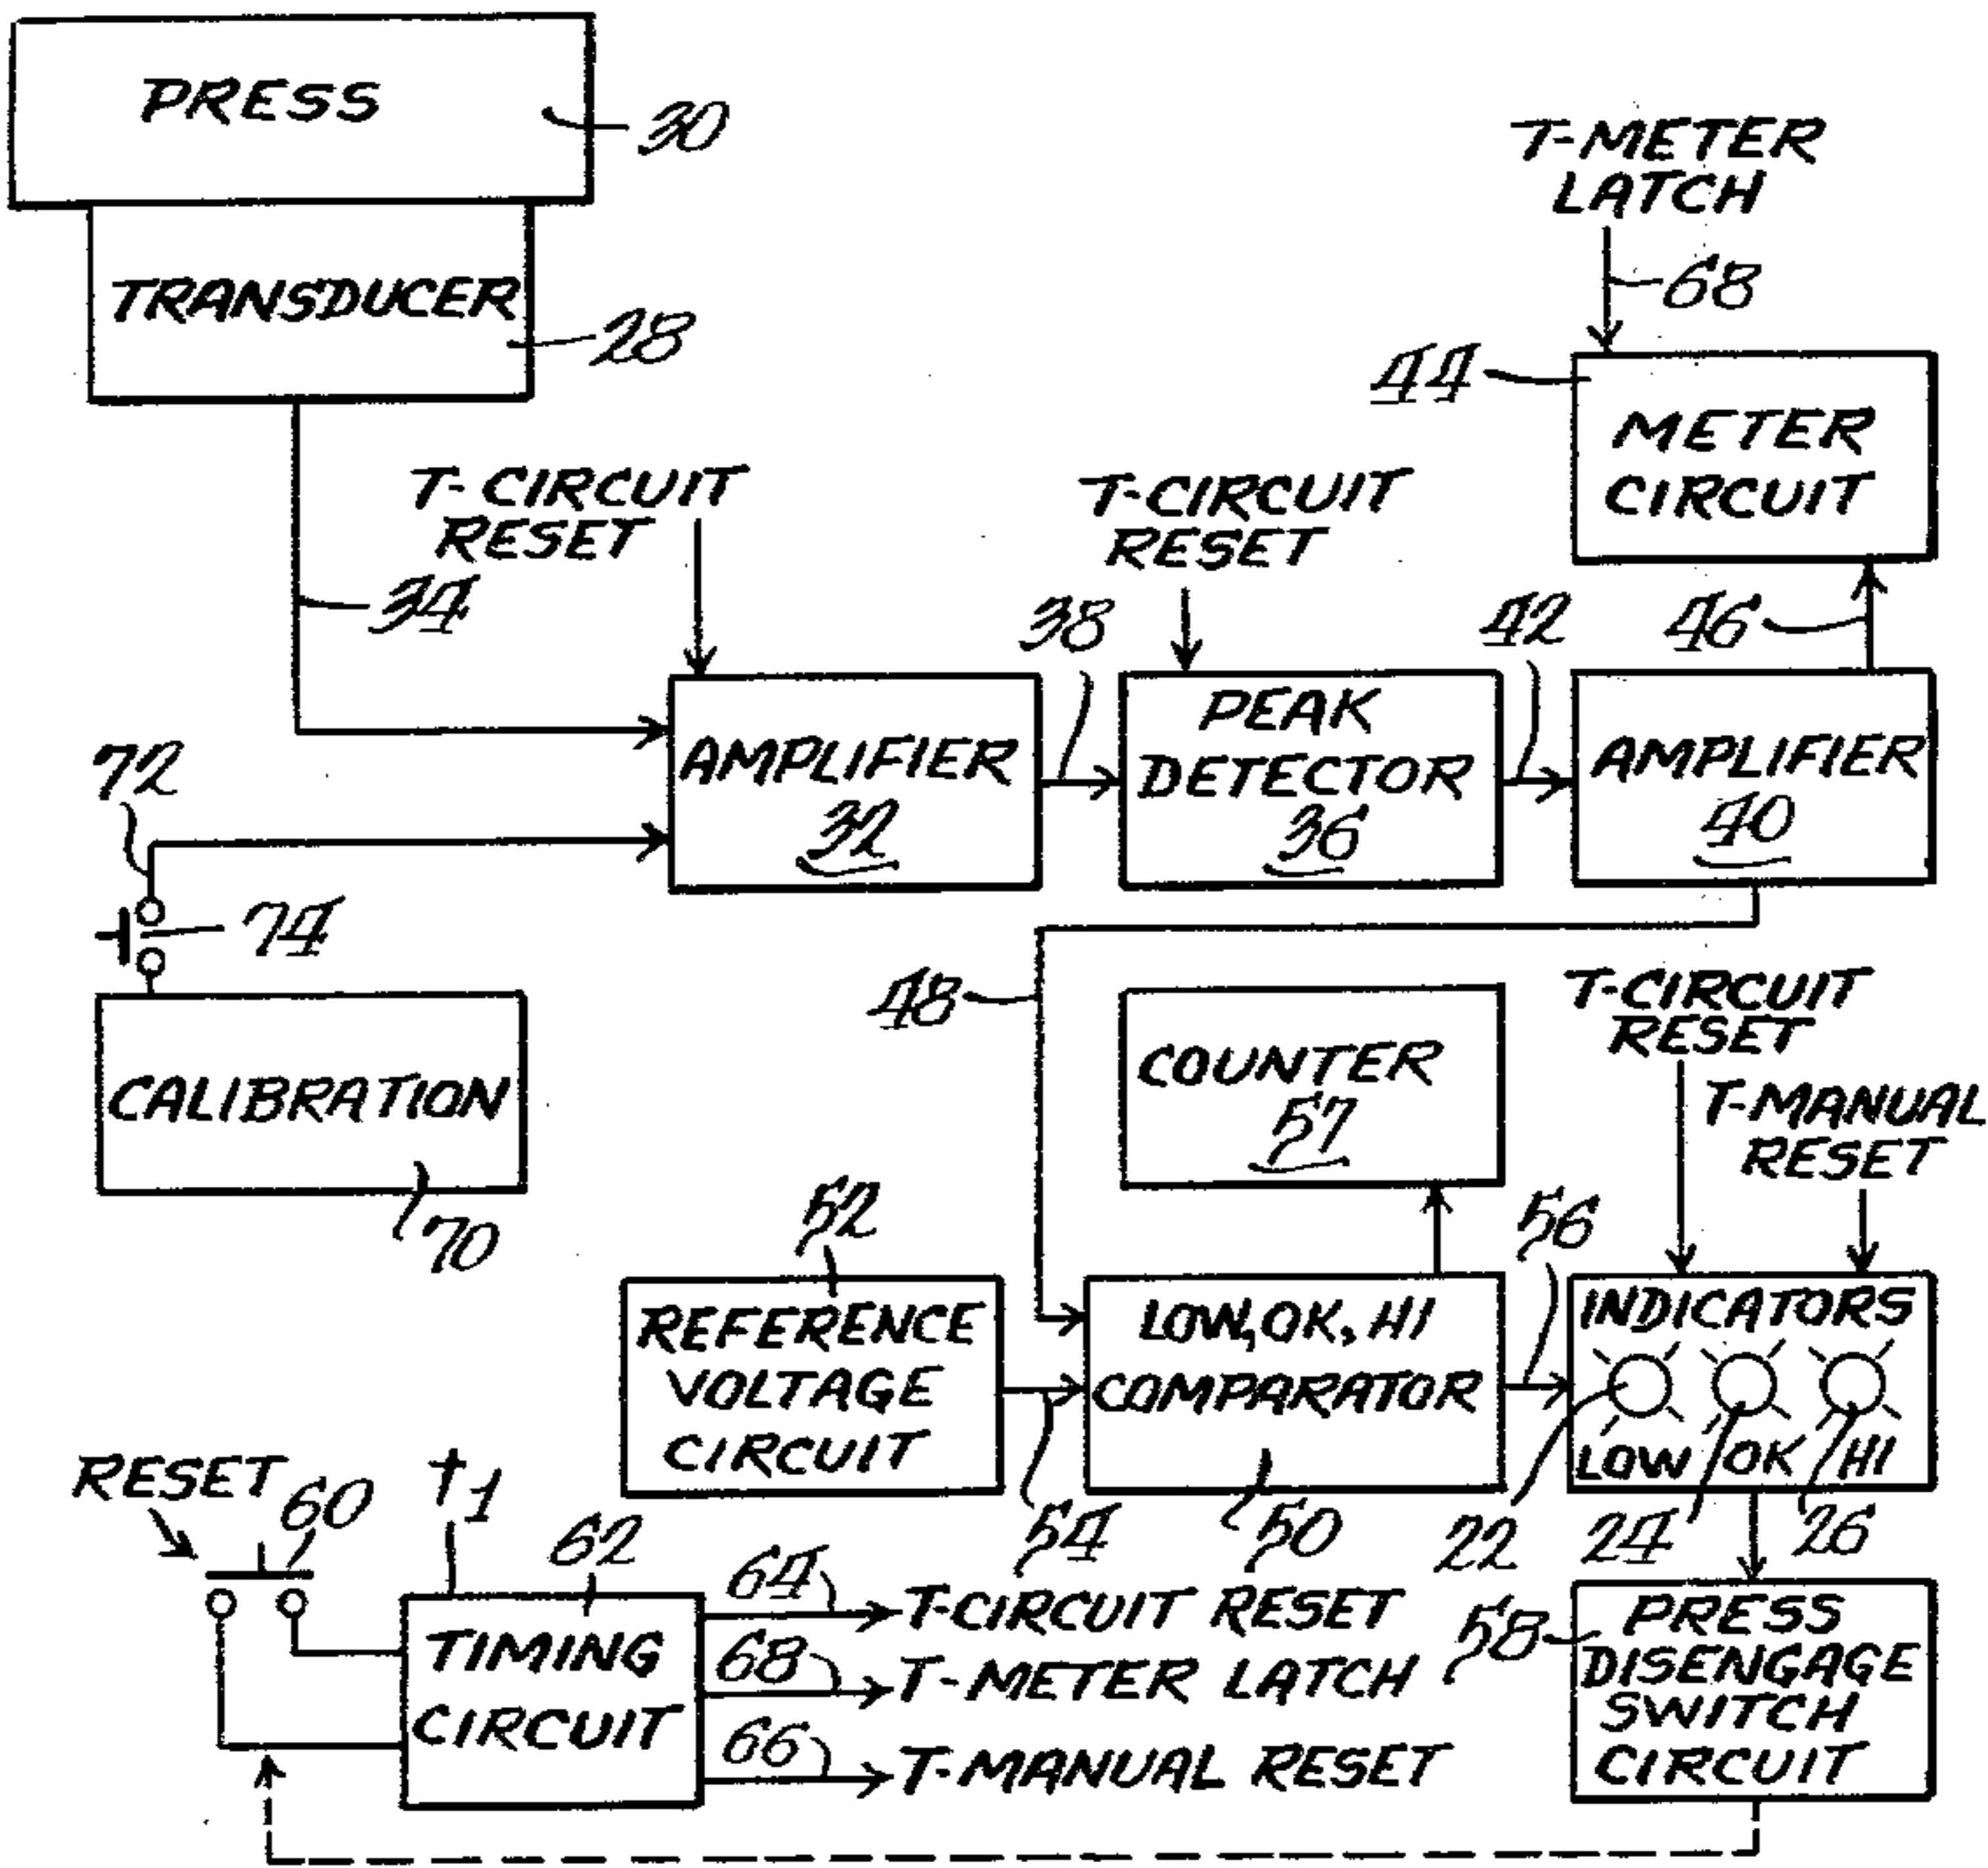 PRESS
30
TRANSDUCER
28
T-METER
LATCH
68
44
METER
CIRCUIT
T-CIRCUIT
RESET
T-CIRCUIT
RESET
34
38
42
46
AMPLIFIER
32
PEAK
DETECTOR
36
AMPLIFIER
40
72
74
CALIBRATION
70
48
COUNTER
57
T-CIRCUIT
RESET
T-MANUAL
RESET
52
REFERENCE
VOLTAGE
CIRCUIT
54
LOW, OK, HI
COMPARATOR
50
56
INDICATORS
LOW OK HI
22 24 26
RESET
60
t1
62
TIMING
CIRCUIT
64
T-CIRCUIT RESET
68
T-METER LATCH
66
T-MANUAL RESET
58
PRESS
DISENGAGE
SWITCH
CIRCUIT